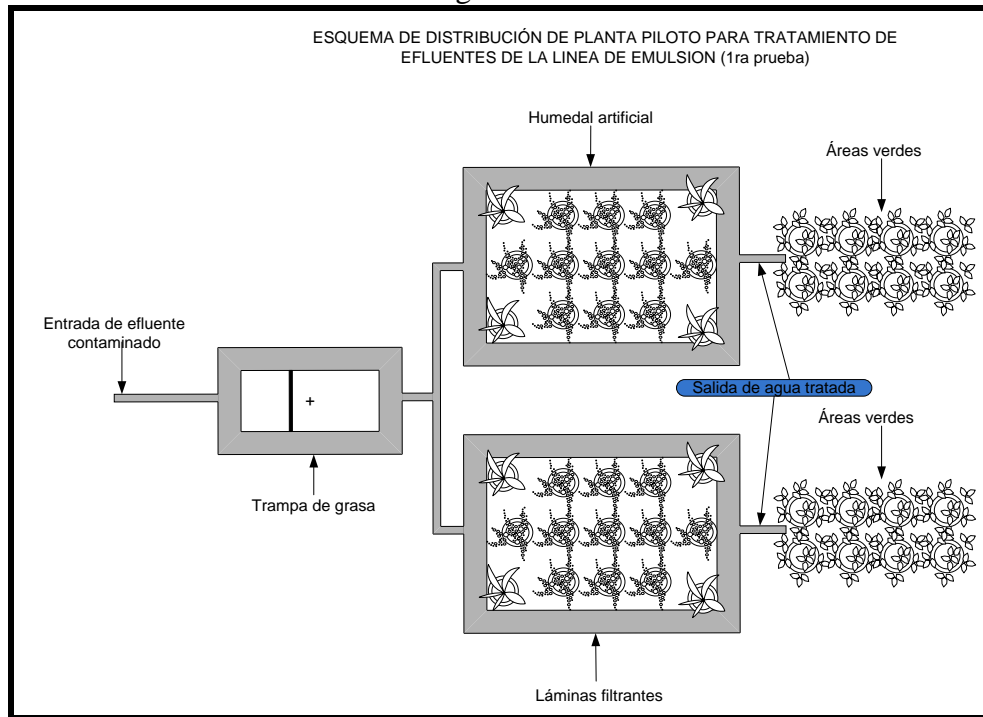 ESQUEMA DE DISTRIBUCIÓN DE PLANTA PILOTO PARA TRATAMIENTO DE
EFLUENTES DE LA LINEA DE EMULSION (1ra prueba)
Humedal artificial
Áreas verdes
Entrada de efluente
contaminado
+
Salida de agua tratada
Áreas verdes
Trampa de grasa
Láminas filtrantes